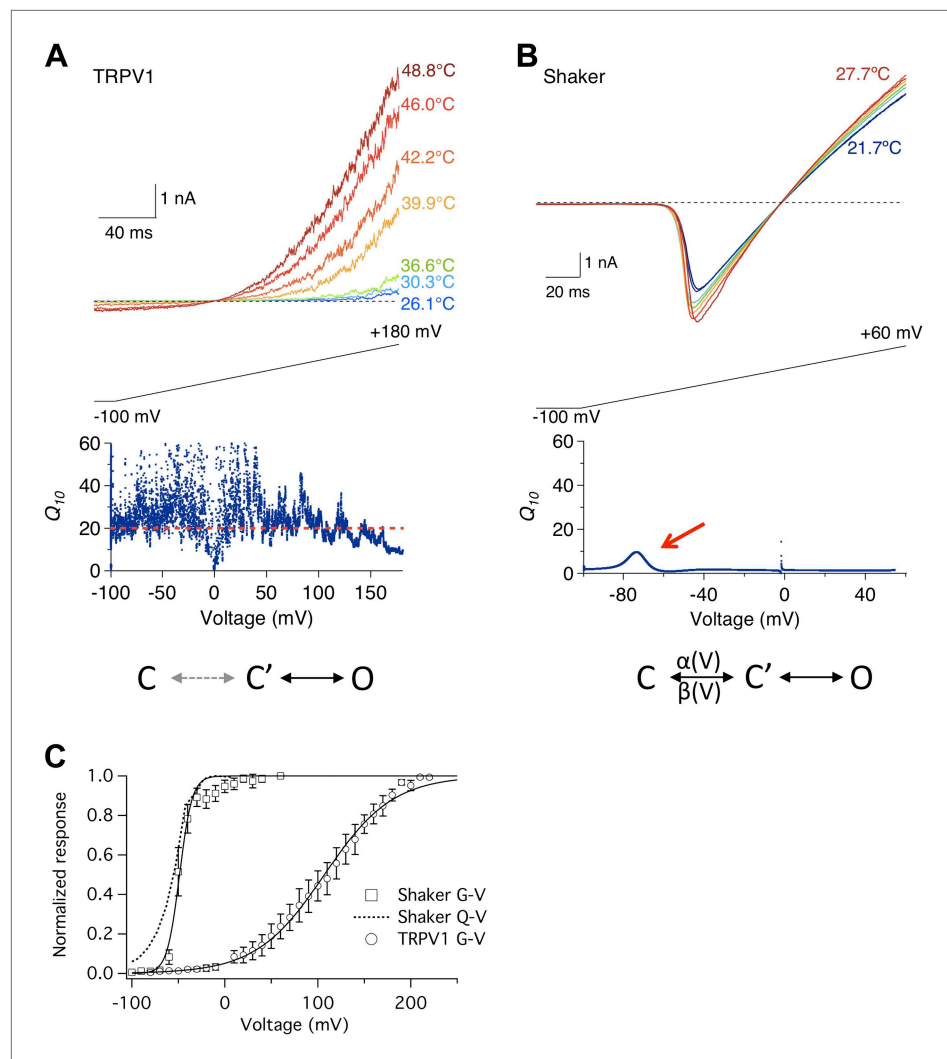 A
TRPV1
48.8°C
46.0°C
42.2°C
39.9°C
36.6°C
30.3°C
26.1°C
1 nA
40 ms
+180 mV
-100 mV
60
40
20
0
Q10
-100
-50
0
50
100
150
Voltage (mV)
C C’ O
B
Shaker
27.7ºC
21.7ºC
1 nA
20 ms
+60 mV
-100 mV
60
40
20
0
Q10
-80
-40
0
40
Voltage (mV)
α(V)
C C’ O
β(V)
C
1.0
0.8
0.6
0.4
0.2
0.0
Normalized response
Shaker G-V
Shaker Q-V
TRPV1 G-V
-100
0
100
200
Voltage (mV)